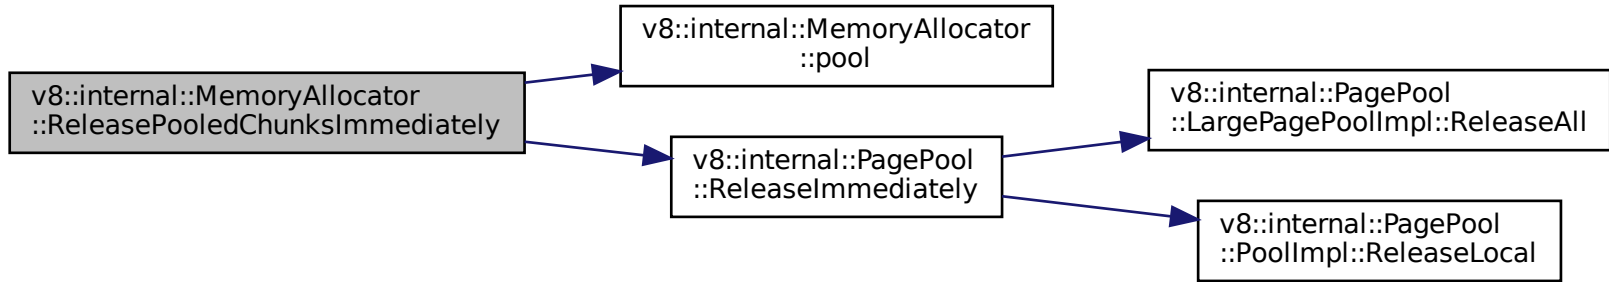 v8::internal::MemoryAllocator
::ReleasePooledChunksImmediately
v8::internal::MemoryAllocator
::pool
v8::internal::PagePool
::ReleaseImmediately
v8::internal::PagePool
::LargePagePoolImpl::ReleaseAll
v8::internal::PagePool
::PoolImpl::ReleaseLocal